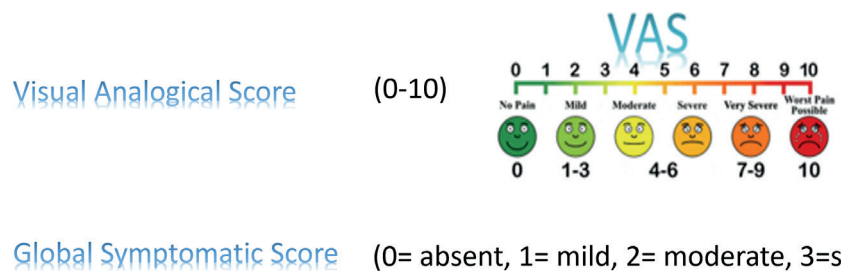 VAS
Visual Analogical Score (0-10)
0 1 2 3 4 5 6 7 8 9 10
No Pain Mild Moderate Severe Very Severe Worst Pain Possible
0 1-3 4-6 7-9 10
Global Symptomatic Score (0= absent, 1= mild, 2= moderate, 3=s